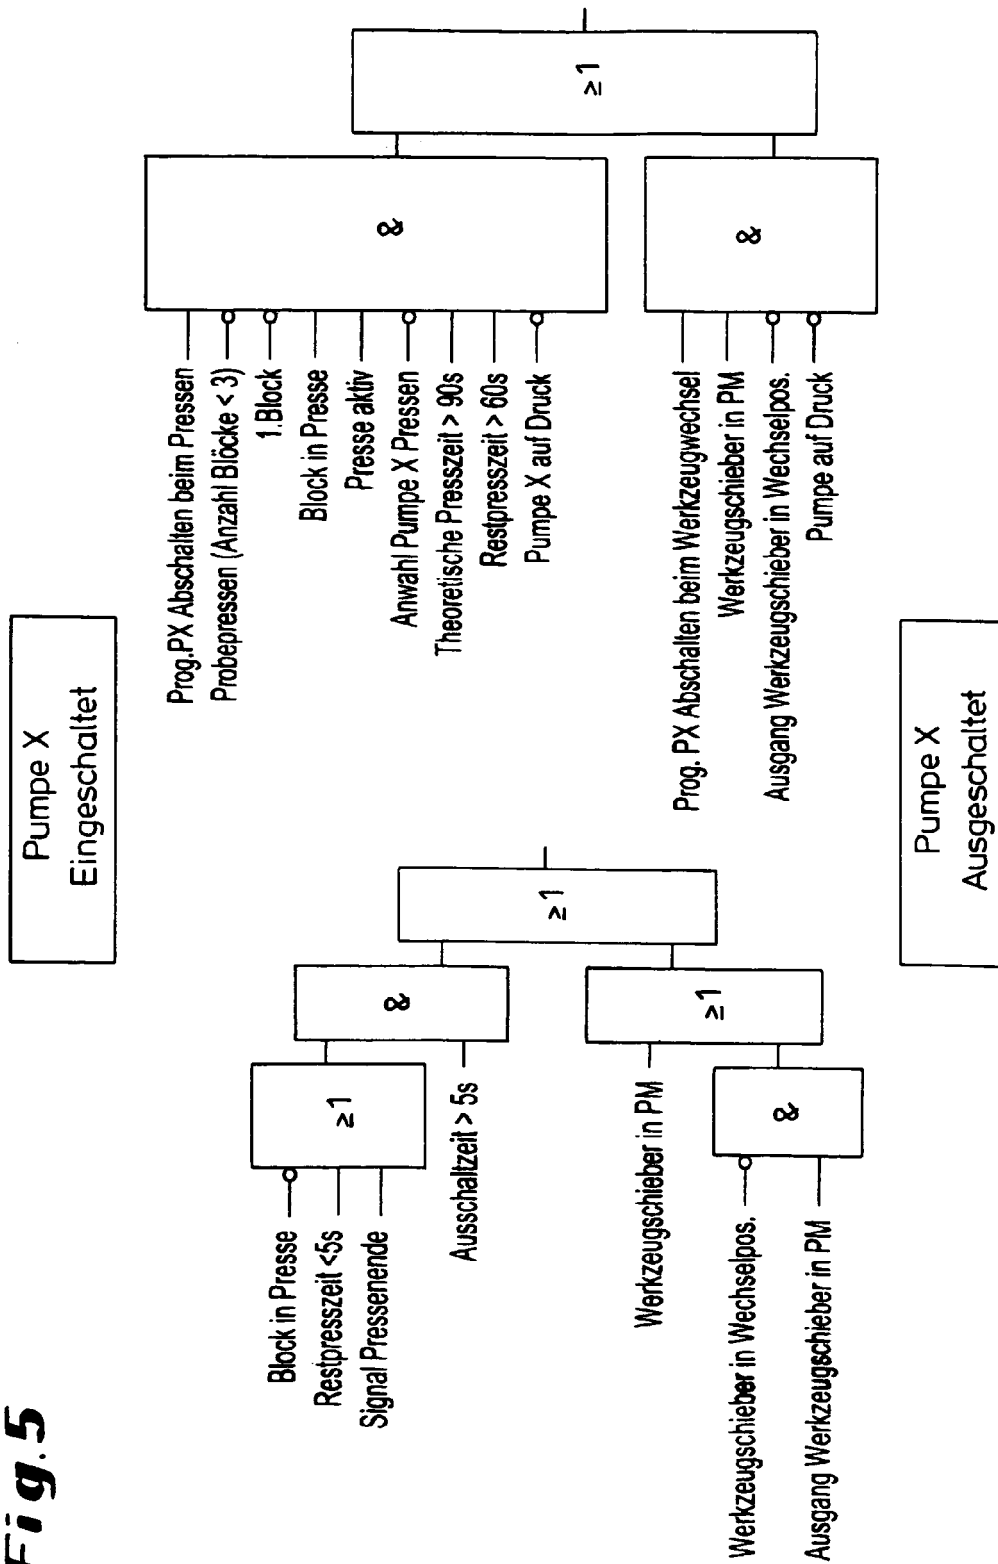 Fig.5
Pumpe X
Eingeschaltet
Block in Presse
Restpresszeit <5s
Signal Pressenende
≥1
Ausschaltzeit > 5s
&
≥1
Werkzeugschieber in PM
≥1
Werkzeugschieber in Wechselpos.
Ausgang Werkzeugschieber in PM
&
Prog.PX Abschalten beim Pressen
Probepressen (Anzahl Blöcke < 3)
1.Block
Block in Presse
Presse aktiv
Anwahl Pumpe X Pressen
Theoretische Presszeit > 90s
Restpresszeit > 60s
Pumpe X auf Druck
&
≥1
Prog. PX Abschalten beim Werkzeugwechsel
Werkzeugschieber in PM
Ausgang Werkzeugschieber in Wechselpos.
Pumpe auf Druck
&
Pumpe X
Ausgeschaltet